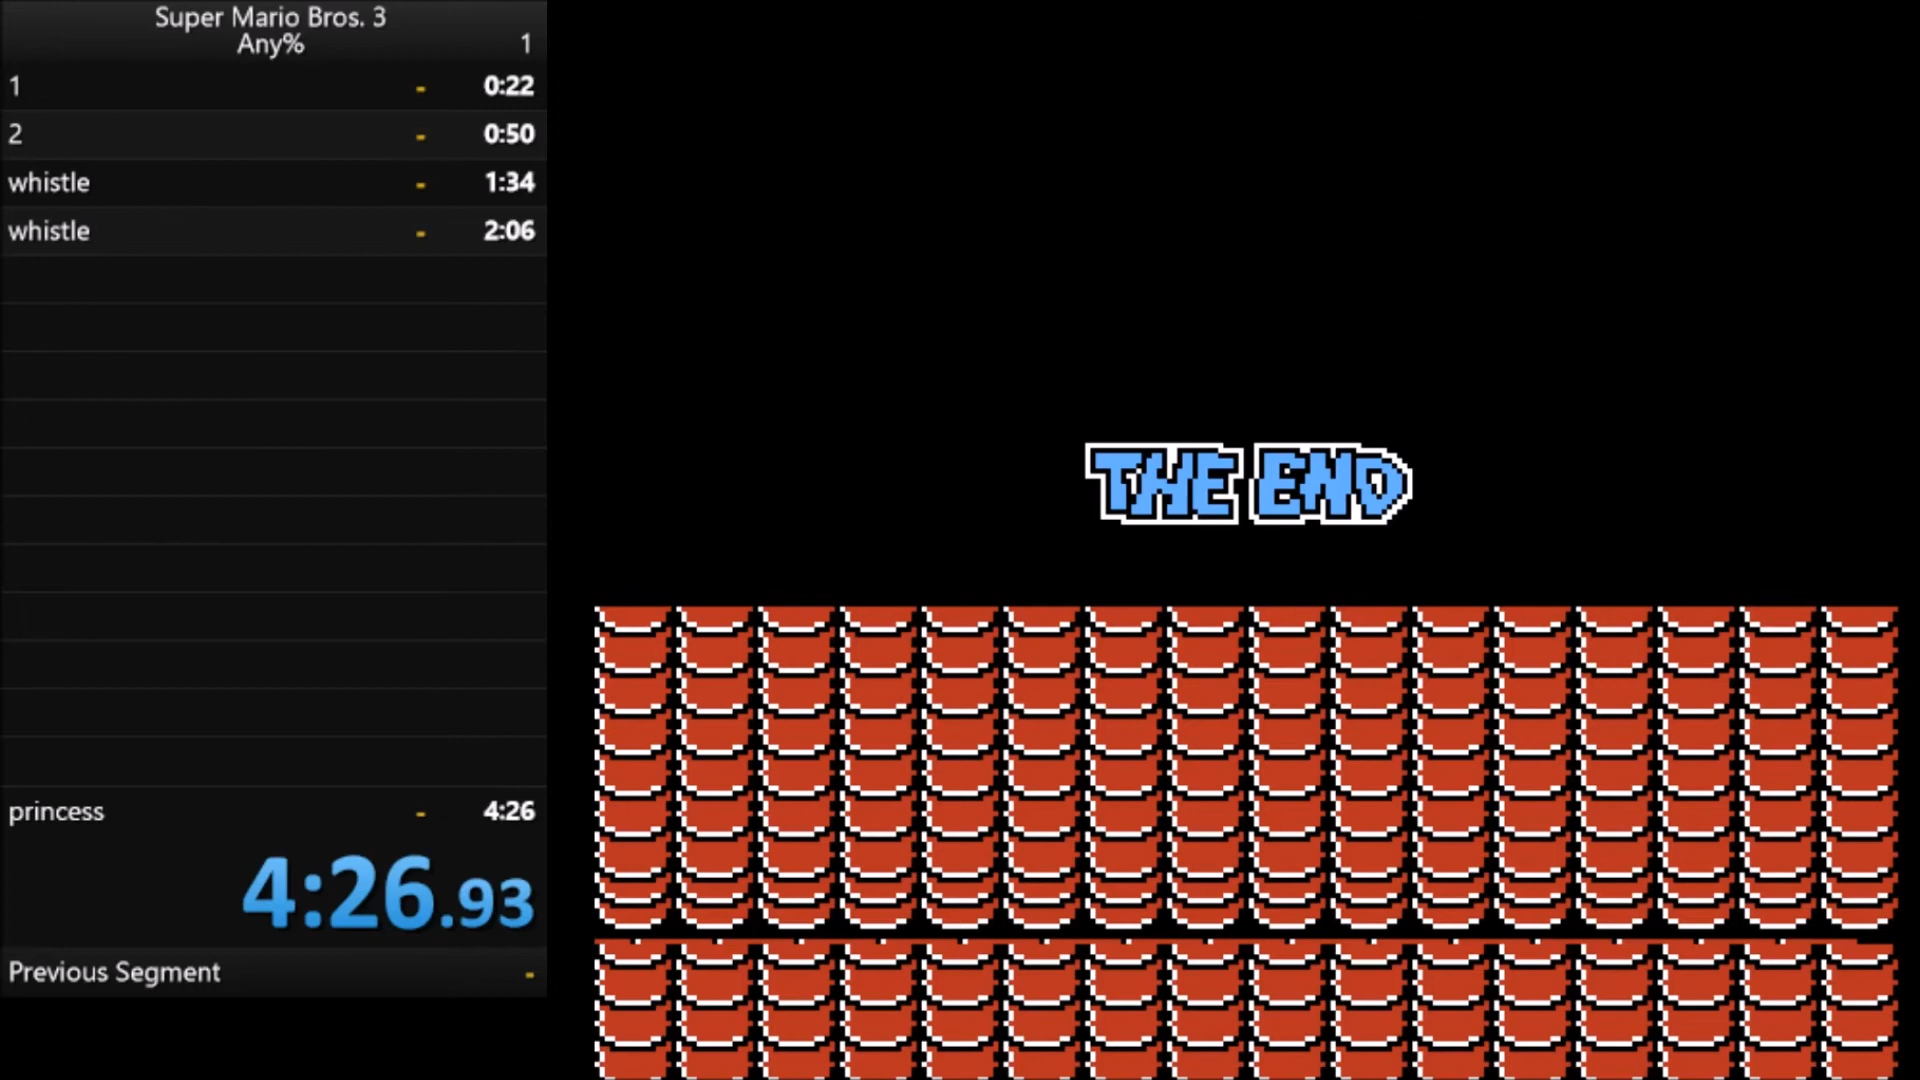 Super Mario Bros. 3
Any% 1
1 - 0:22
2 - 0:50
whistle - 1:34
whistle - 2:06
princess - 4:26
4:26.93
Previous Segment -
THE END